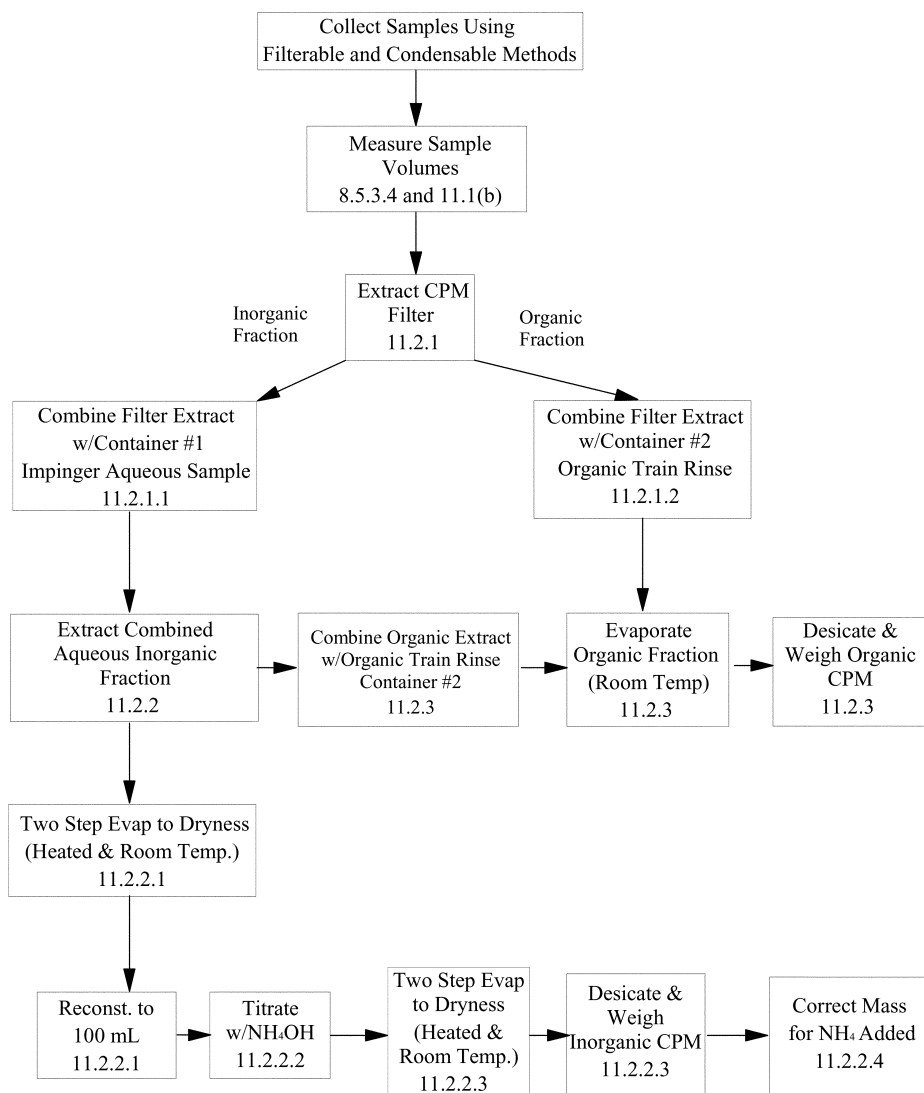 Collect Samples Using
Filterable and Condensable Methods
Measure Sample
Volumes
8.5.3.4 and 11.1(b)
Extract CPM
Filter
11.2.1
Inorganic
Fraction
Organic
Fraction
Combine Filter Extract
w/Container #1
Impinger Aqueous Sample
11.2.1.1
Combine Filter Extract
w/Container #2
Organic Train Rinse
11.2.1.2
Extract Combined
Aqueous Inorganic
Fraction
11.2.2
Combine Organic Extract
w/Organic Train Rinse
Container #2
11.2.3
Evaporate
Organic Fraction
(Room Temp)
11.2.3
Desicate &
Weigh Organic
CPM
11.2.3
Two Step Evap to Dryness
(Heated & Room Temp.)
11.2.2.1
Reconst. to
100 mL
11.2.2.1
Titrate
w/NH₄OH
11.2.2.2
Two Step Evap
to Dryness
(Heated &
Room Temp.)
11.2.2.3
Desicate &
Weigh
Inorganic CPM
11.2.2.3
Correct Mass
for NH₄ Added
11.2.2.4